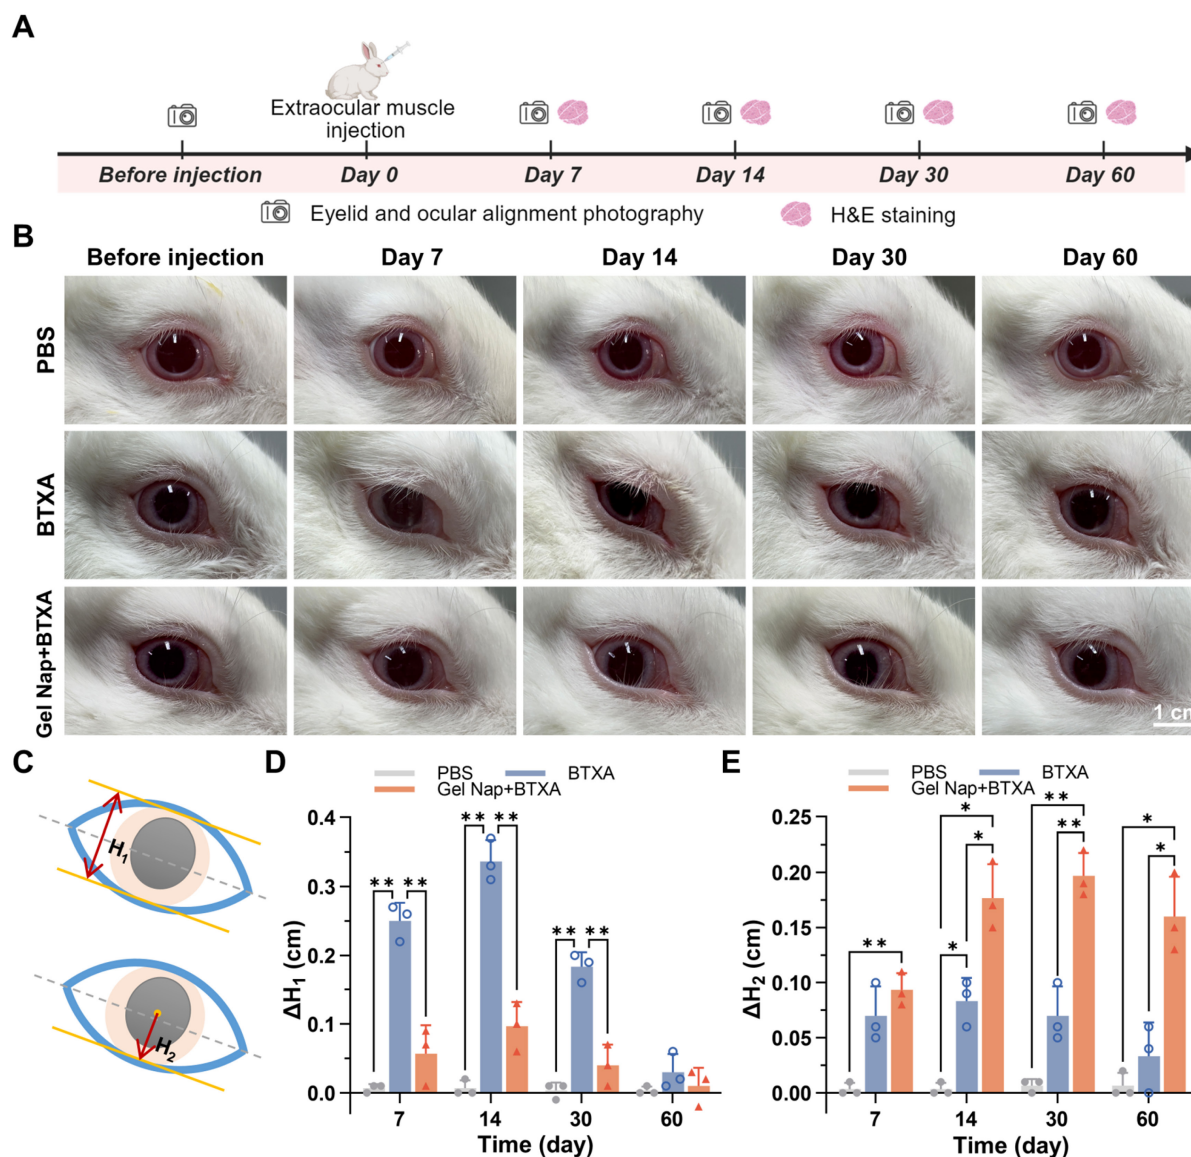 A
Extraocular muscle
injection
Before injection Day 0 Day 7 Day 14 Day 30 Day 60
Eyelid and ocular alignment photography H&E staining
B
Before injection Day 7 Day 14 Day 30 Day 60
PBS
BTXA
Gel Nap+BTXA
1 cm
C
H1
H2
D
PBS BTXA
Gel Nap+BTXA
ΔH1 (cm)
0.4
0.3
0.2
0.1
0.0
** **
** **
** **
7 14 30 60
Time (day)
E
PBS BTXA
Gel Nap+BTXA
ΔH2 (cm)
0.25
0.20
0.15
0.10
0.05
0.00
**
*
*
*
**
**
*
*
7 14 30 60
Time (day)